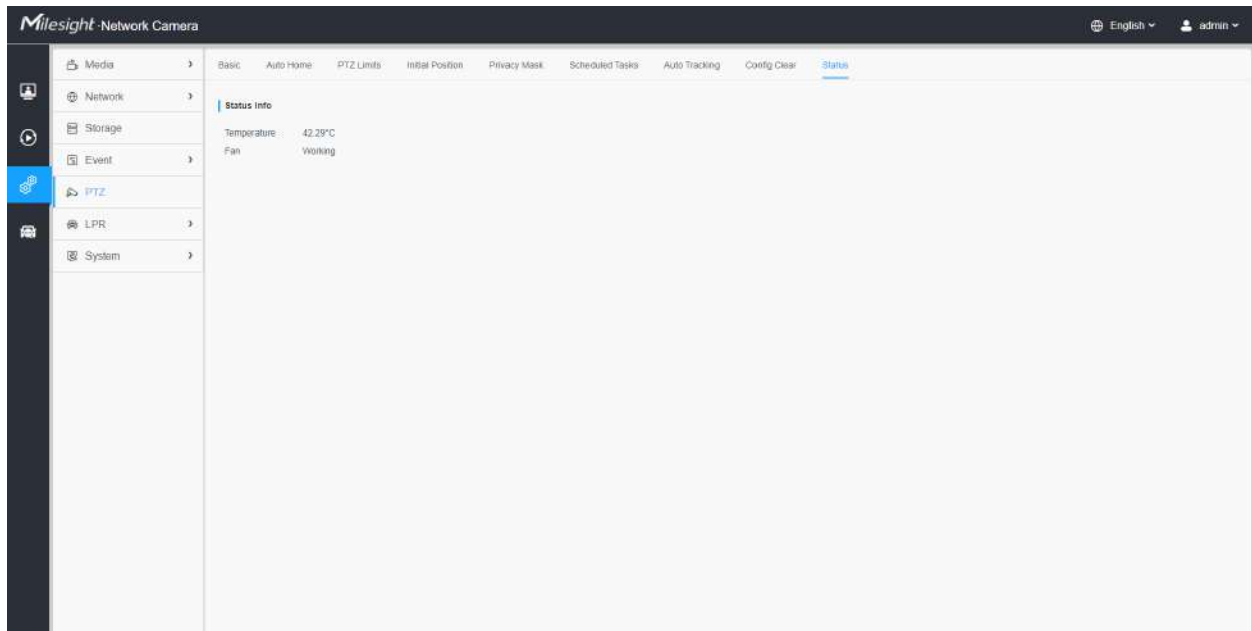 Milesight-Network Camera
English
admin
Media
Network
Storage
Event
PTZ
LPR
System
Basic Auto Home PTZ Limits Initial Position Privacy Mask Scheduled Tasks Auto Tracking Config Clear Status
Status Info
Temperature 42.29°C
Fan Working